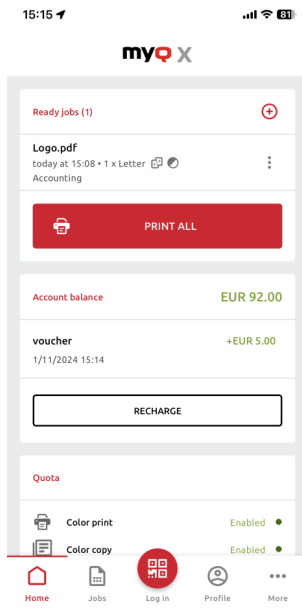 15:15
81
myQ X
Ready jobs (1)
Logo.pdf
today at 15:08 • 1 x Letter
Accounting
PRINT ALL
Account balance
EUR 92.00
voucher
+EUR 5.00
1/11/2024 15:14
RECHARGE
Quota
Color print
Enabled
Color copy
Enabled
Home
Jobs
Log in
Profile
More